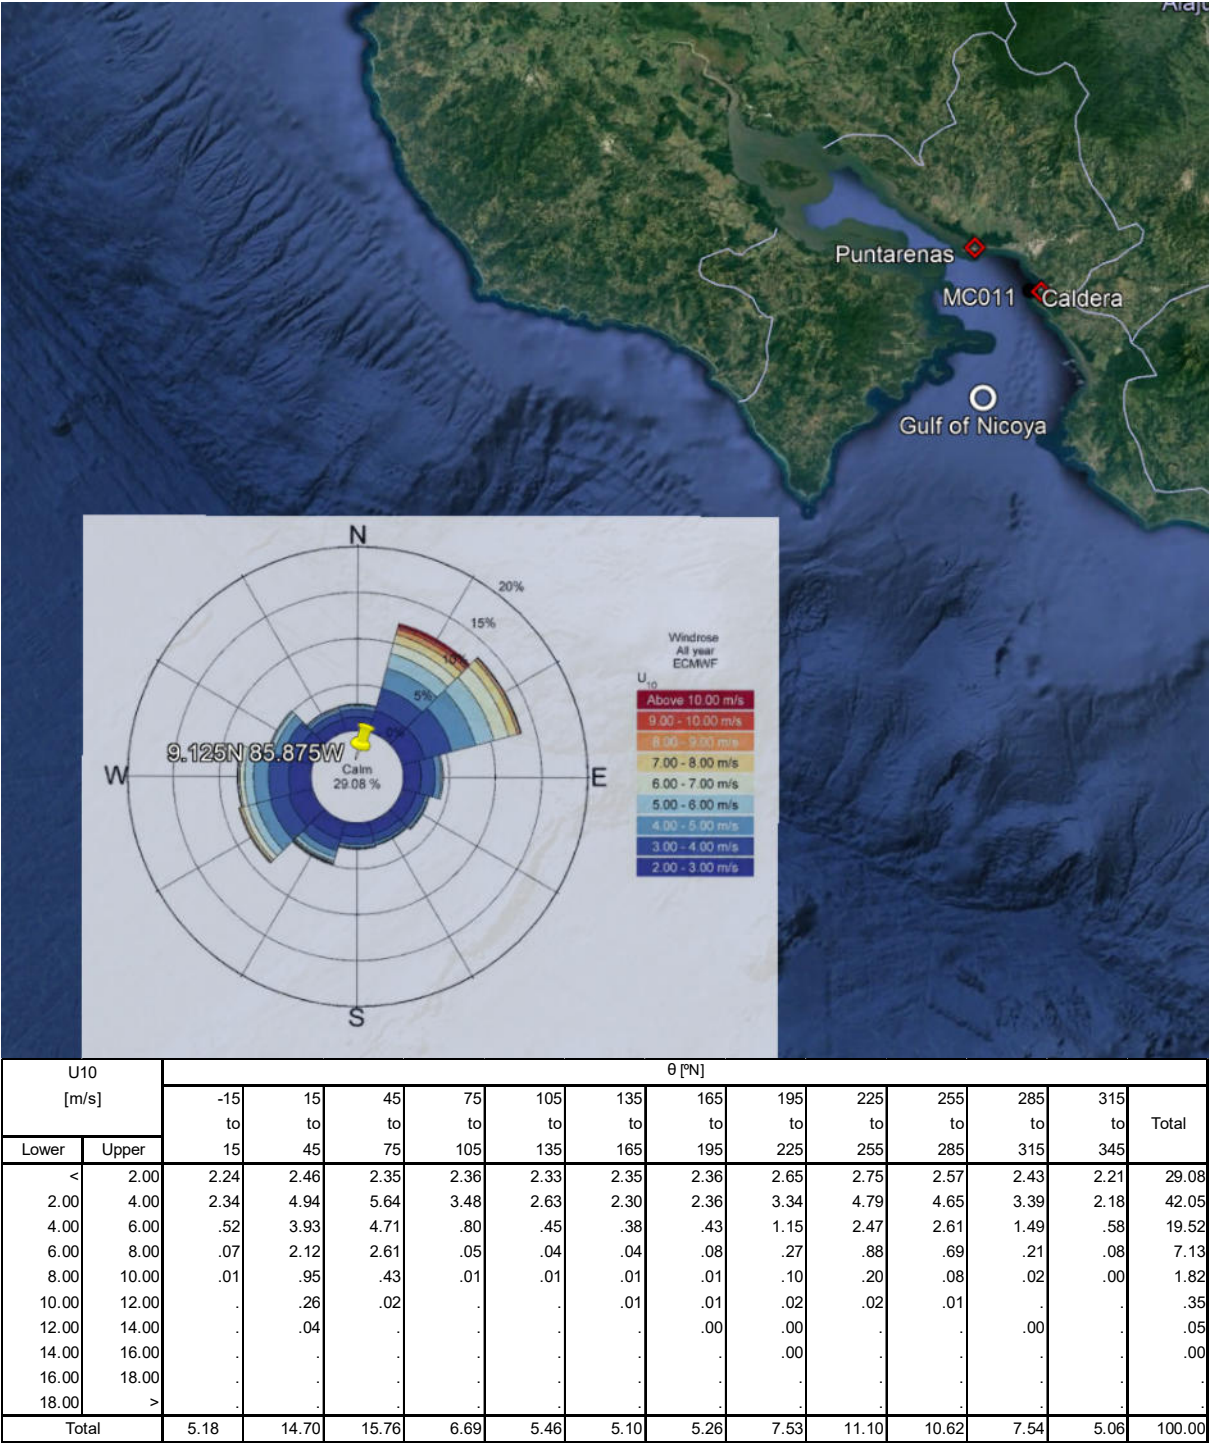 Alaju
Puntarenas
MC011
Caldera
Gulf of Nicoya
N
20%
15%
10%
5%
0%
Windrose
All year
ECMWF
U10
Above 10.00 m/s
9.00 - 10.00 m/s
8.00 - 9.00 m/s
7.00 - 8.00 m/s
6.00 - 7.00 m/s
5.00 - 6.00 m/s
4.00 - 5.00 m/s
3.00 - 4.00 m/s
2.00 - 3.00 m/s
9.125N 85.875W
W
Calm
29.08 %
E
S
U10 θ [ºN]
[m/s] -15 15 45 75 105 135 165 195 225 255 285 315
to to to to to to to to to to to to Total
Lower Upper 15 45 75 105 135 165 195 225 255 285 315 345
< 2.00 2.24 2.46 2.35 2.36 2.33 2.35 2.36 2.65 2.75 2.57 2.43 2.21 29.08
2.00 4.00 2.34 4.94 5.64 3.48 2.63 2.30 2.36 3.34 4.79 4.65 3.39 2.18 42.05
4.00 6.00 .52 3.93 4.71 .80 .45 .38 .43 1.15 2.47 2.61 1.49 .58 19.52
6.00 8.00 .07 2.12 2.61 .05 .04 .04 .08 .27 .88 .69 .21 .08 7.13
8.00 10.00 .01 .95 .43 .01 .01 .01 .01 .10 .20 .08 .02 .00 1.82
10.00 12.00 . .26 .02 . . .01 .01 .02 .02 .01 . . .35
12.00 14.00 . .04 . . . . .00 .00 . . .00 . .05
14.00 16.00 . . . . . . . .00 . . . . .00
16.00 18.00 . . . . . . . . . . . . .
18.00 > . . . . . . . . . . . . .
Total 5.18 14.70 15.76 6.69 5.46 5.10 5.26 7.53 11.10 10.62 7.54 5.06 100.00